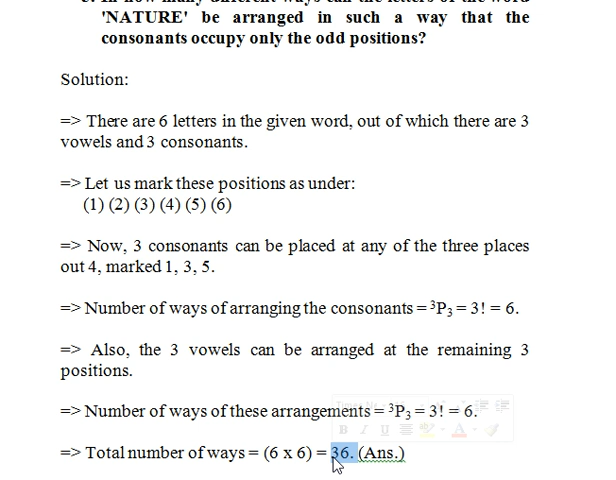 'NATURE' be arranged in such a way that the
consonants occupy only the odd positions?
Solution:
=> There are 6 letters in the given word, out of which there are 3
vowels and 3 consonants.
=> Let us mark these positions as under:
(1) (2) (3) (4) (5) (6)
=> Now, 3 consonants can be placed at any of the three places
out 4, marked 1, 3, 5.
=> Number of ways of arranging the consonants = ³P₃ = 3! = 6.
=> Also, the 3 vowels can be arranged at the remaining 3
positions.
=> Number of ways of these arrangements = ³P₃ = 3! = 6.
=> Total number of ways = (6 x 6) = 36. (Ans.)